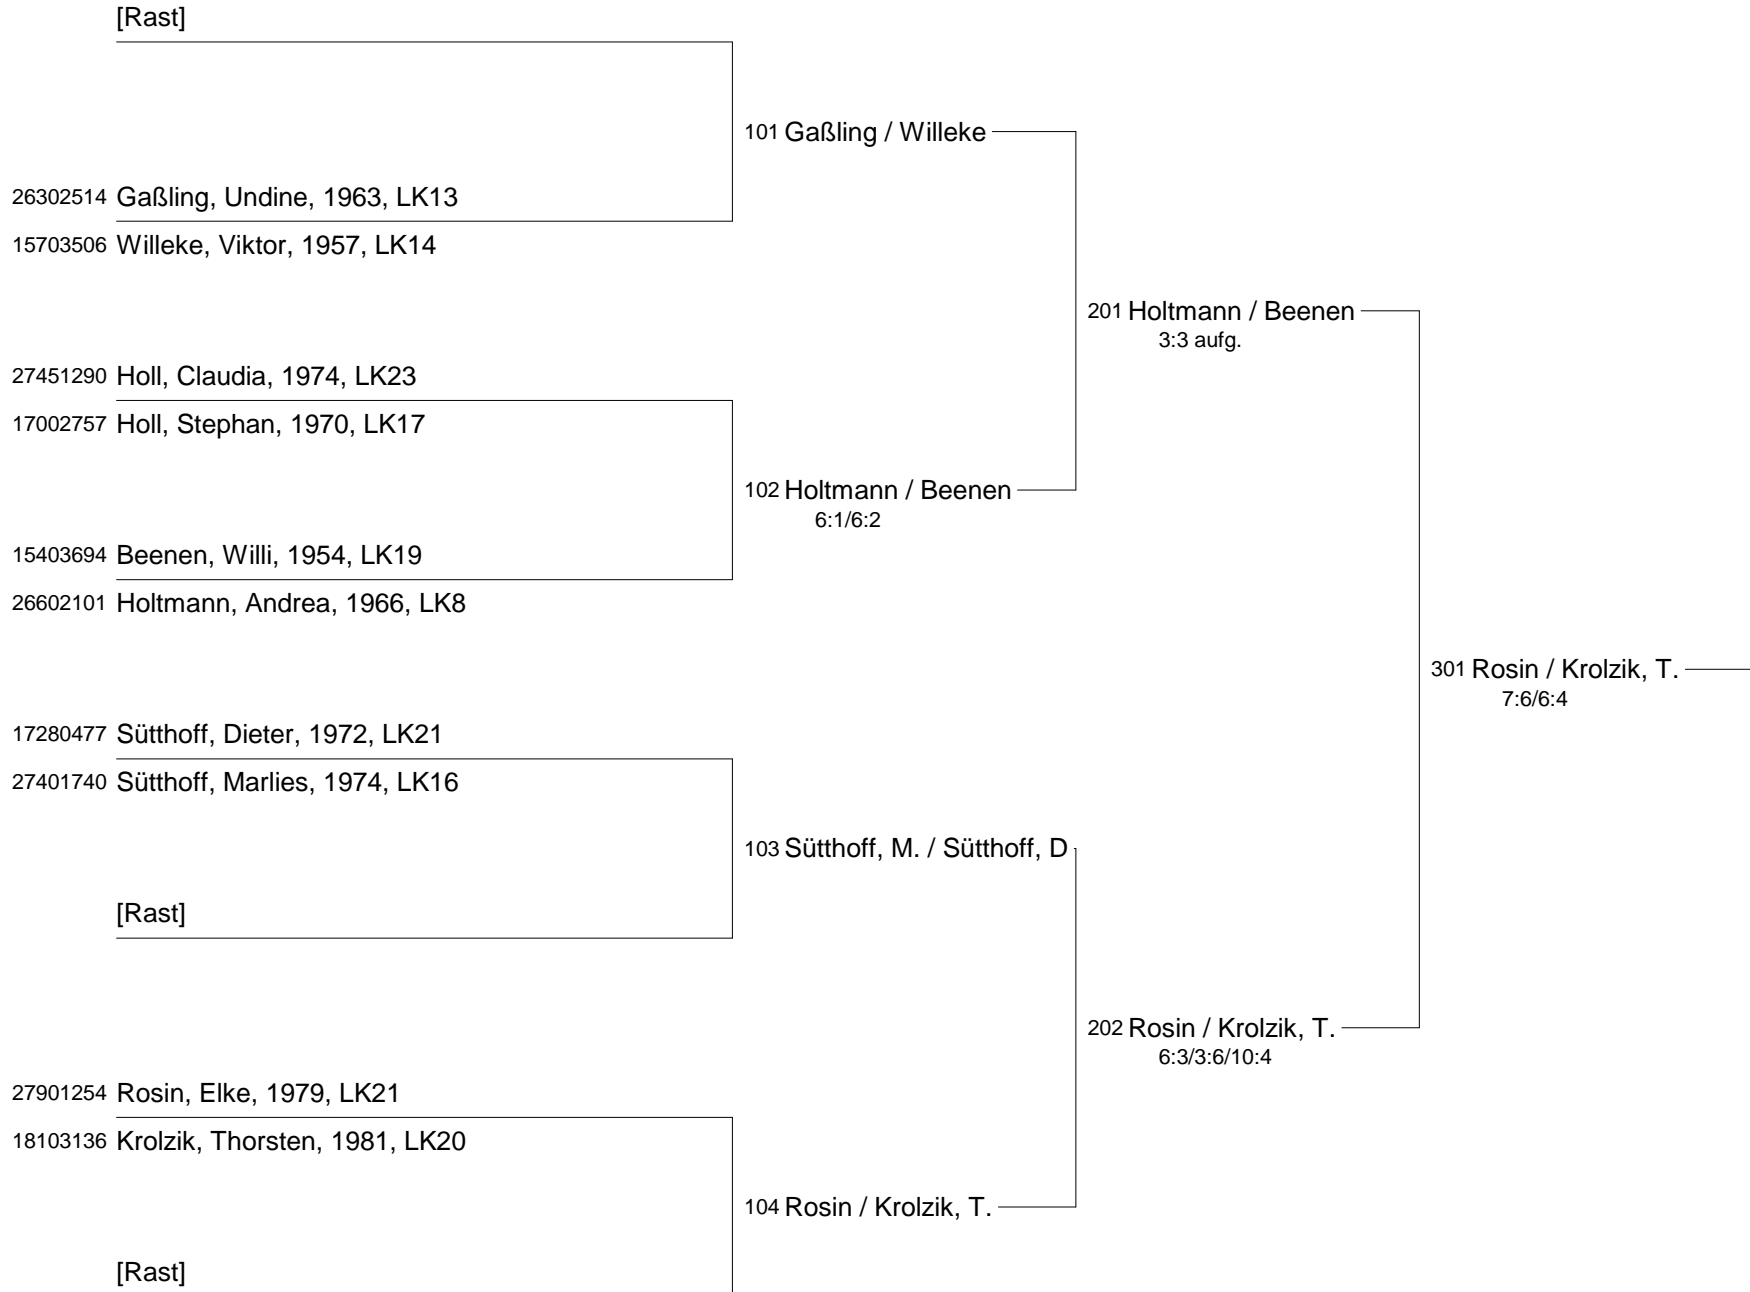 [Rast]
101 Gaßling / Willeke
26302514 Gaßling, Undine, 1963, LK13
15703506 Willeke, Viktor, 1957, LK14
201 Holtmann / Beenen
3:3 aufg.
27451290 Holl, Claudia, 1974, LK23
17002757 Holl, Stephan, 1970, LK17
102 Holtmann / Beenen
6:1/6:2
15403694 Beenen, Willi, 1954, LK19
26602101 Holtmann, Andrea, 1966, LK8
301 Rosin / Krolzik, T.
7:6/6:4
17280477 Sütthoff, Dieter, 1972, LK21
27401740 Sütthoff, Marlies, 1974, LK16
103 Sütthoff, M. / Sütthoff, D
[Rast]
202 Rosin / Krolzik, T.
6:3/3:6/10:4
27901254 Rosin, Elke, 1979, LK21
18103136 Krolzik, Thorsten, 1981, LK20
104 Rosin / Krolzik, T.
[Rast]